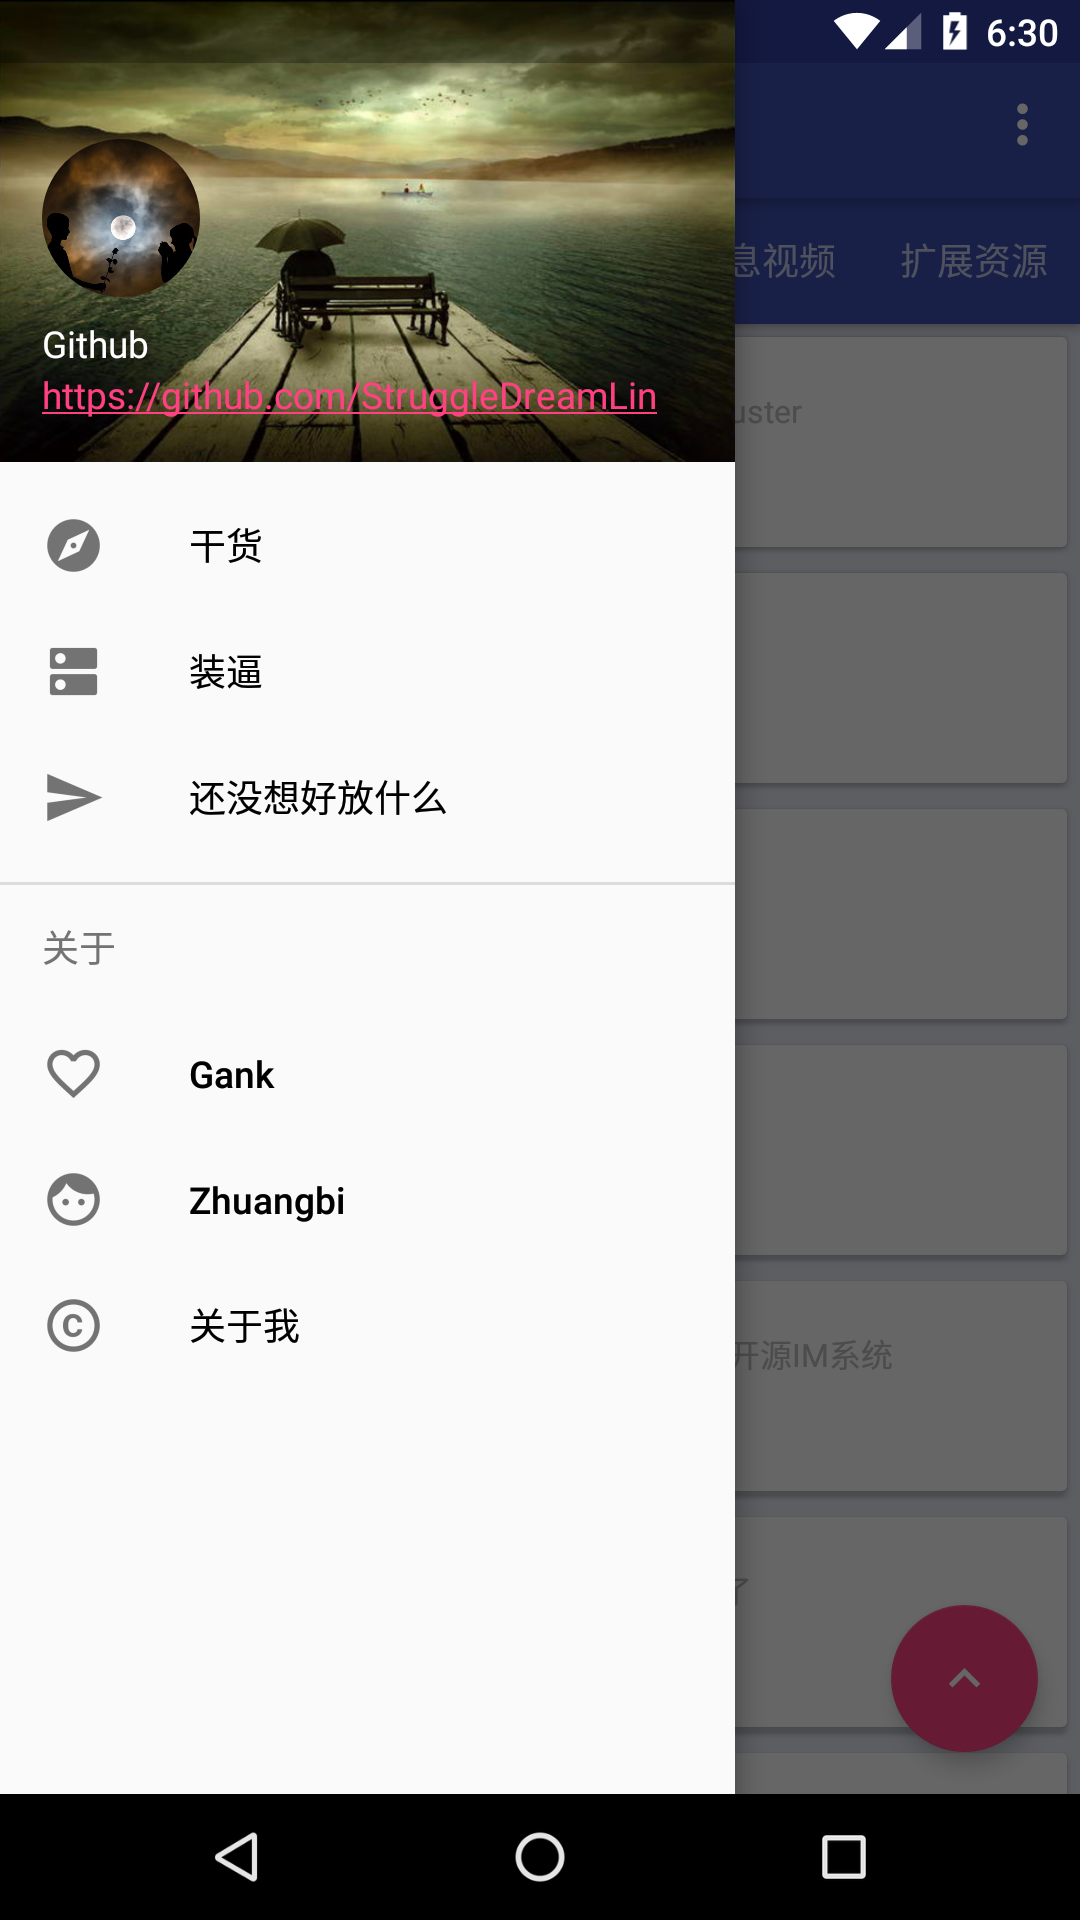 6:30
息视频 扩展资源
Github
https://github.com/StruggleDreamLin
uster
干货
装逼
还没想好放什么
关于
Gank
Zhuangbi
关于我
开源IM系统
了